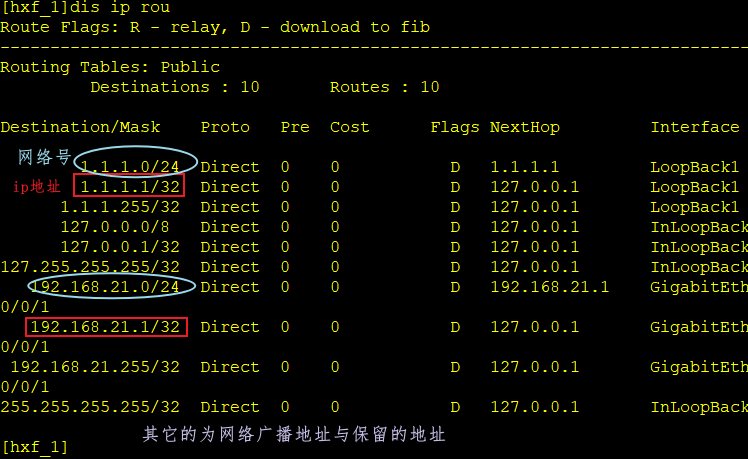 [hxf_1]dis ip rou
Route Flags: R - relay, D - download to fib
------------------------------------------------------------------------------
Routing Tables: Public
Destinations : 10 Routes : 10
Destination/Mask Proto Pre Cost Flags NextHop Interface
网络号 1.1.1.0/24 Direct 0 0 D 1.1.1.1 LoopBack1
ip地址 1.1.1.1/32 Direct 0 0 D 127.0.0.1 LoopBack1
1.1.1.255/32 Direct 0 0 D 127.0.0.1 LoopBack1
127.0.0.0/8 Direct 0 0 D 127.0.0.1 InLoopBack
127.0.0.1/32 Direct 0 0 D 127.0.0.1 InLoopBack
127.255.255.255/32 Direct 0 0 D 127.0.0.1 InLoopBack
192.168.21.0/24 Direct 0 0 D 192.168.21.1 GigabitEth
0/0/1
192.168.21.1/32 Direct 0 0 D 127.0.0.1 GigabitEth
0/0/1
192.168.21.255/32 Direct 0 0 D 127.0.0.1 GigabitEth
0/0/1
255.255.255.255/32 Direct 0 0 D 127.0.0.1 InLoopBack
其它的为网络广播地址与保留的地址
[hxf_1]